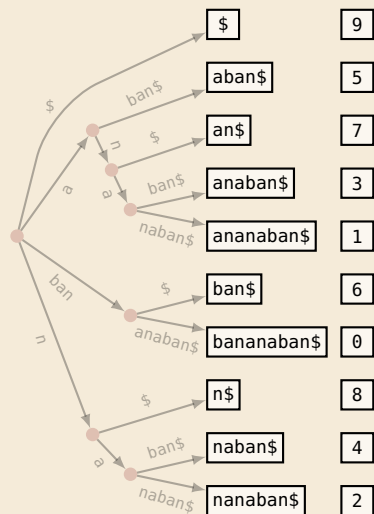 $ $ 9
ban$ aban$ 5
a n $ an$ 7
a ban$ anaban$ 3
naban$ ananaban$ 1
ban $ ban$ 6
anaban$ bananaban$ 0
n $ n$ 8
a ban$ naban$ 4
naban$ nanaban$ 2